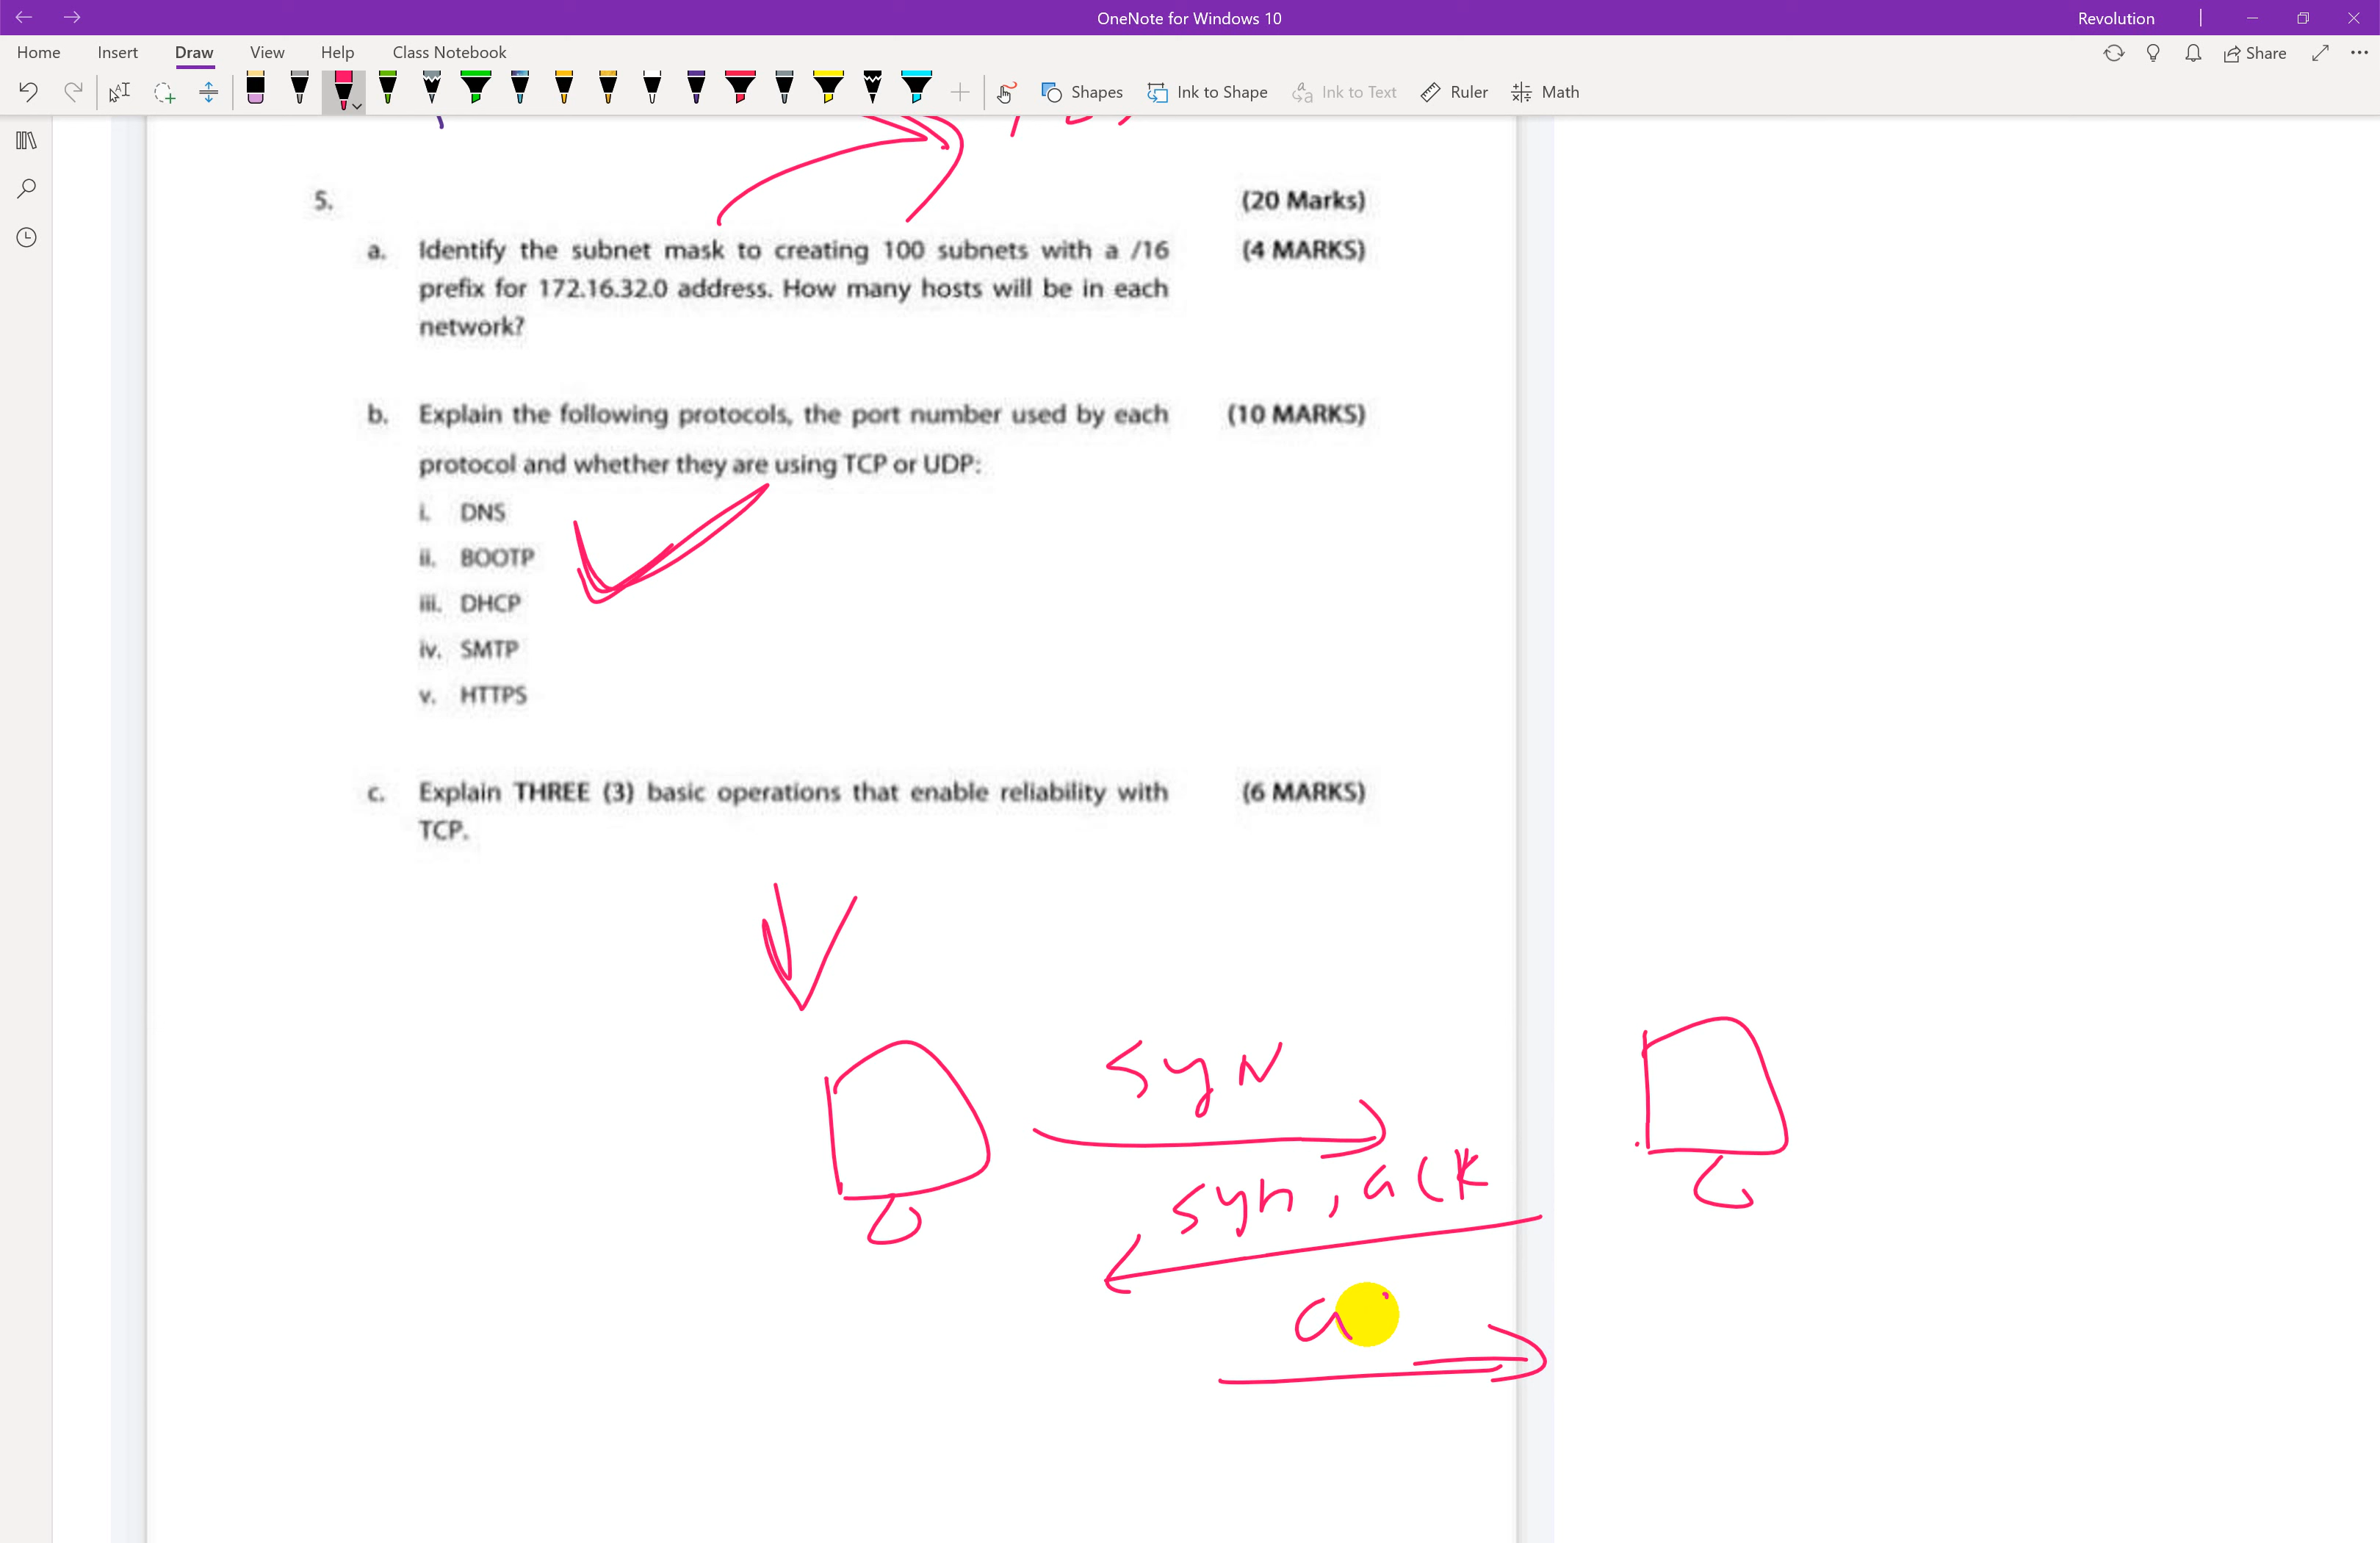 OneNote for Windows 10
Revolution
Home Insert Draw View Help Class Notebook
Share
Shapes Ink to Shape Ink to Text Ruler Math
5. (20 Marks)
a. Identify the subnet mask to creating 100 subnets with a /16 (4 MARKS)
prefix for 172.16.32.0 address. How many hosts will be in each
network?
b. Explain the following protocols, the port number used by each (10 MARKS)
protocol and whether they are using TCP or UDP:
i. DNS
ii. BOOTP
iii. DHCP
iv. SMTP
v. HTTPS
c. Explain THREE (3) basic operations that enable reliability with (6 MARKS)
TCP.
SYN
syn, ack
a